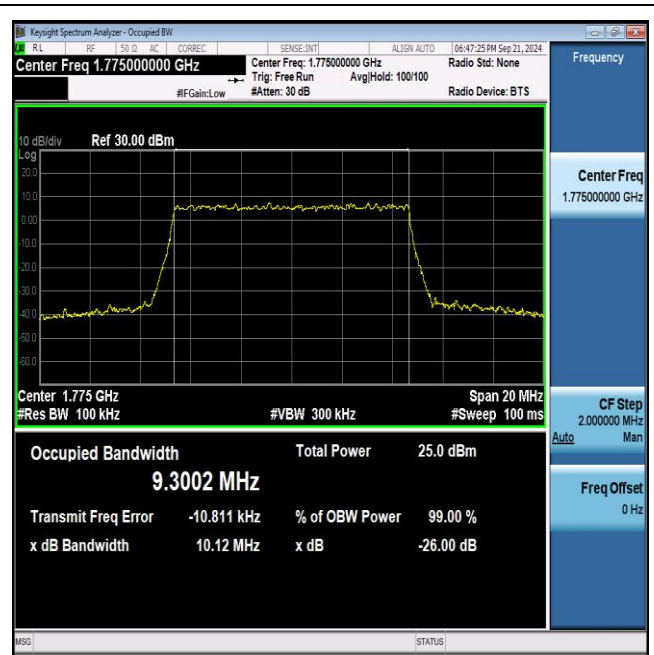 Keysight Spectrum Analyzer - Occupied BW
RL RF 50 Ω AC CORREC SENSE:INT ALIGN AUTO 06:47:25 PM Sep 21, 2024
Center Freq 1.775000000 GHz Center Freq: 1.775000000 GHz Radio Std: None
Trig: Free Run Avg|Hold: 100/100
#IFGain:Low #Atten: 30 dB Radio Device: BTS
10 dB/div Ref 30.00 dBm
Log
20.0
10.0
0.00
-10.0
-20.0
-30.0
-40.0
-50.0
-60.0
Center 1.775 GHz Span 20 MHz
#Res BW 100 kHz #VBW 300 kHz #Sweep 100 ms
Occupied Bandwidth Total Power 25.0 dBm
9.3002 MHz
Transmit Freq Error -10.811 kHz % of OBW Power 99.00 %
x dB Bandwidth 10.12 MHz x dB -26.00 dB
MSG STATUS
Frequency
Center Freq
1.775000000 GHz
CF Step
2.000000 MHz
Auto Man
Freq Offset
0 Hz